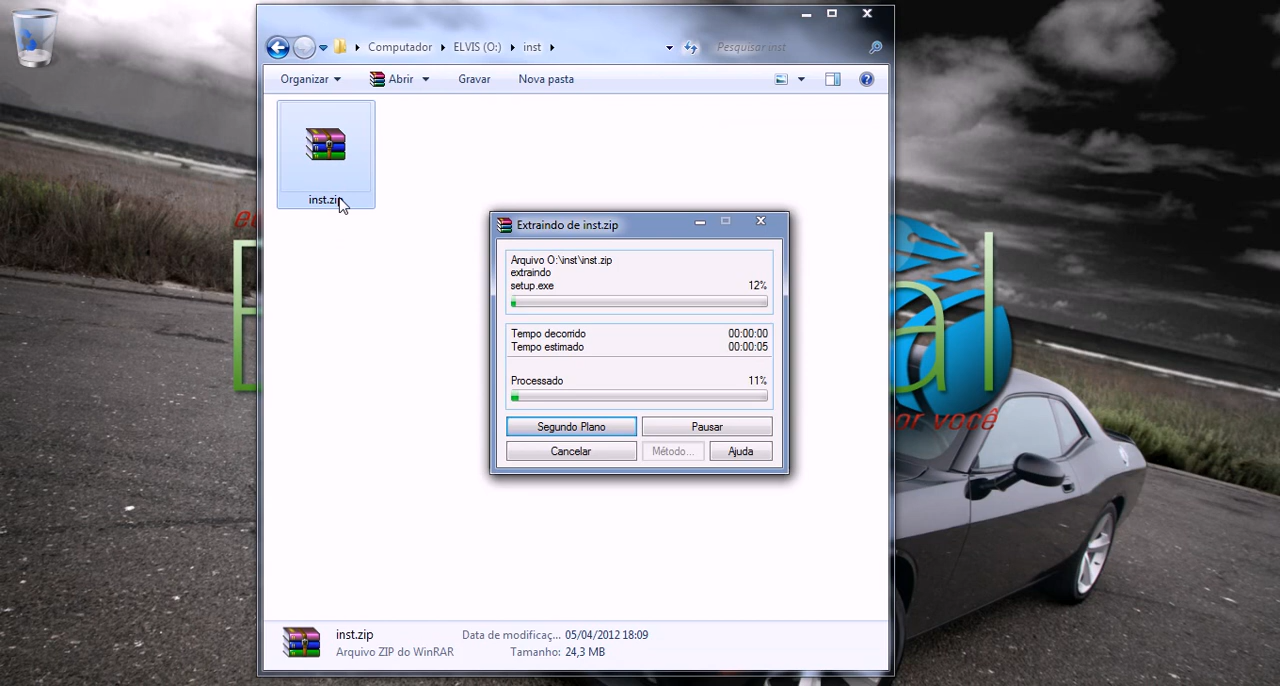 Computador
ELVIS (O:)
inst
Pesquisar inst
Organizar
Abrir
Gravar
Nova pasta
inst.zip
Extraindo de inst.zip
Arquivo O:\inst\inst.zip
extraindo
setup.exe 12%
Tempo decorrido 00:00:00
Tempo estimado 00:00:05
Processado 11%
Segundo Plano
Pausar
Cancelar
Método...
Ajuda
al
por você
inst.zip
Data de modificaç... 05/04/2012 18:09
Arquivo ZIP do WinRAR
Tamanho: 24,3 MB